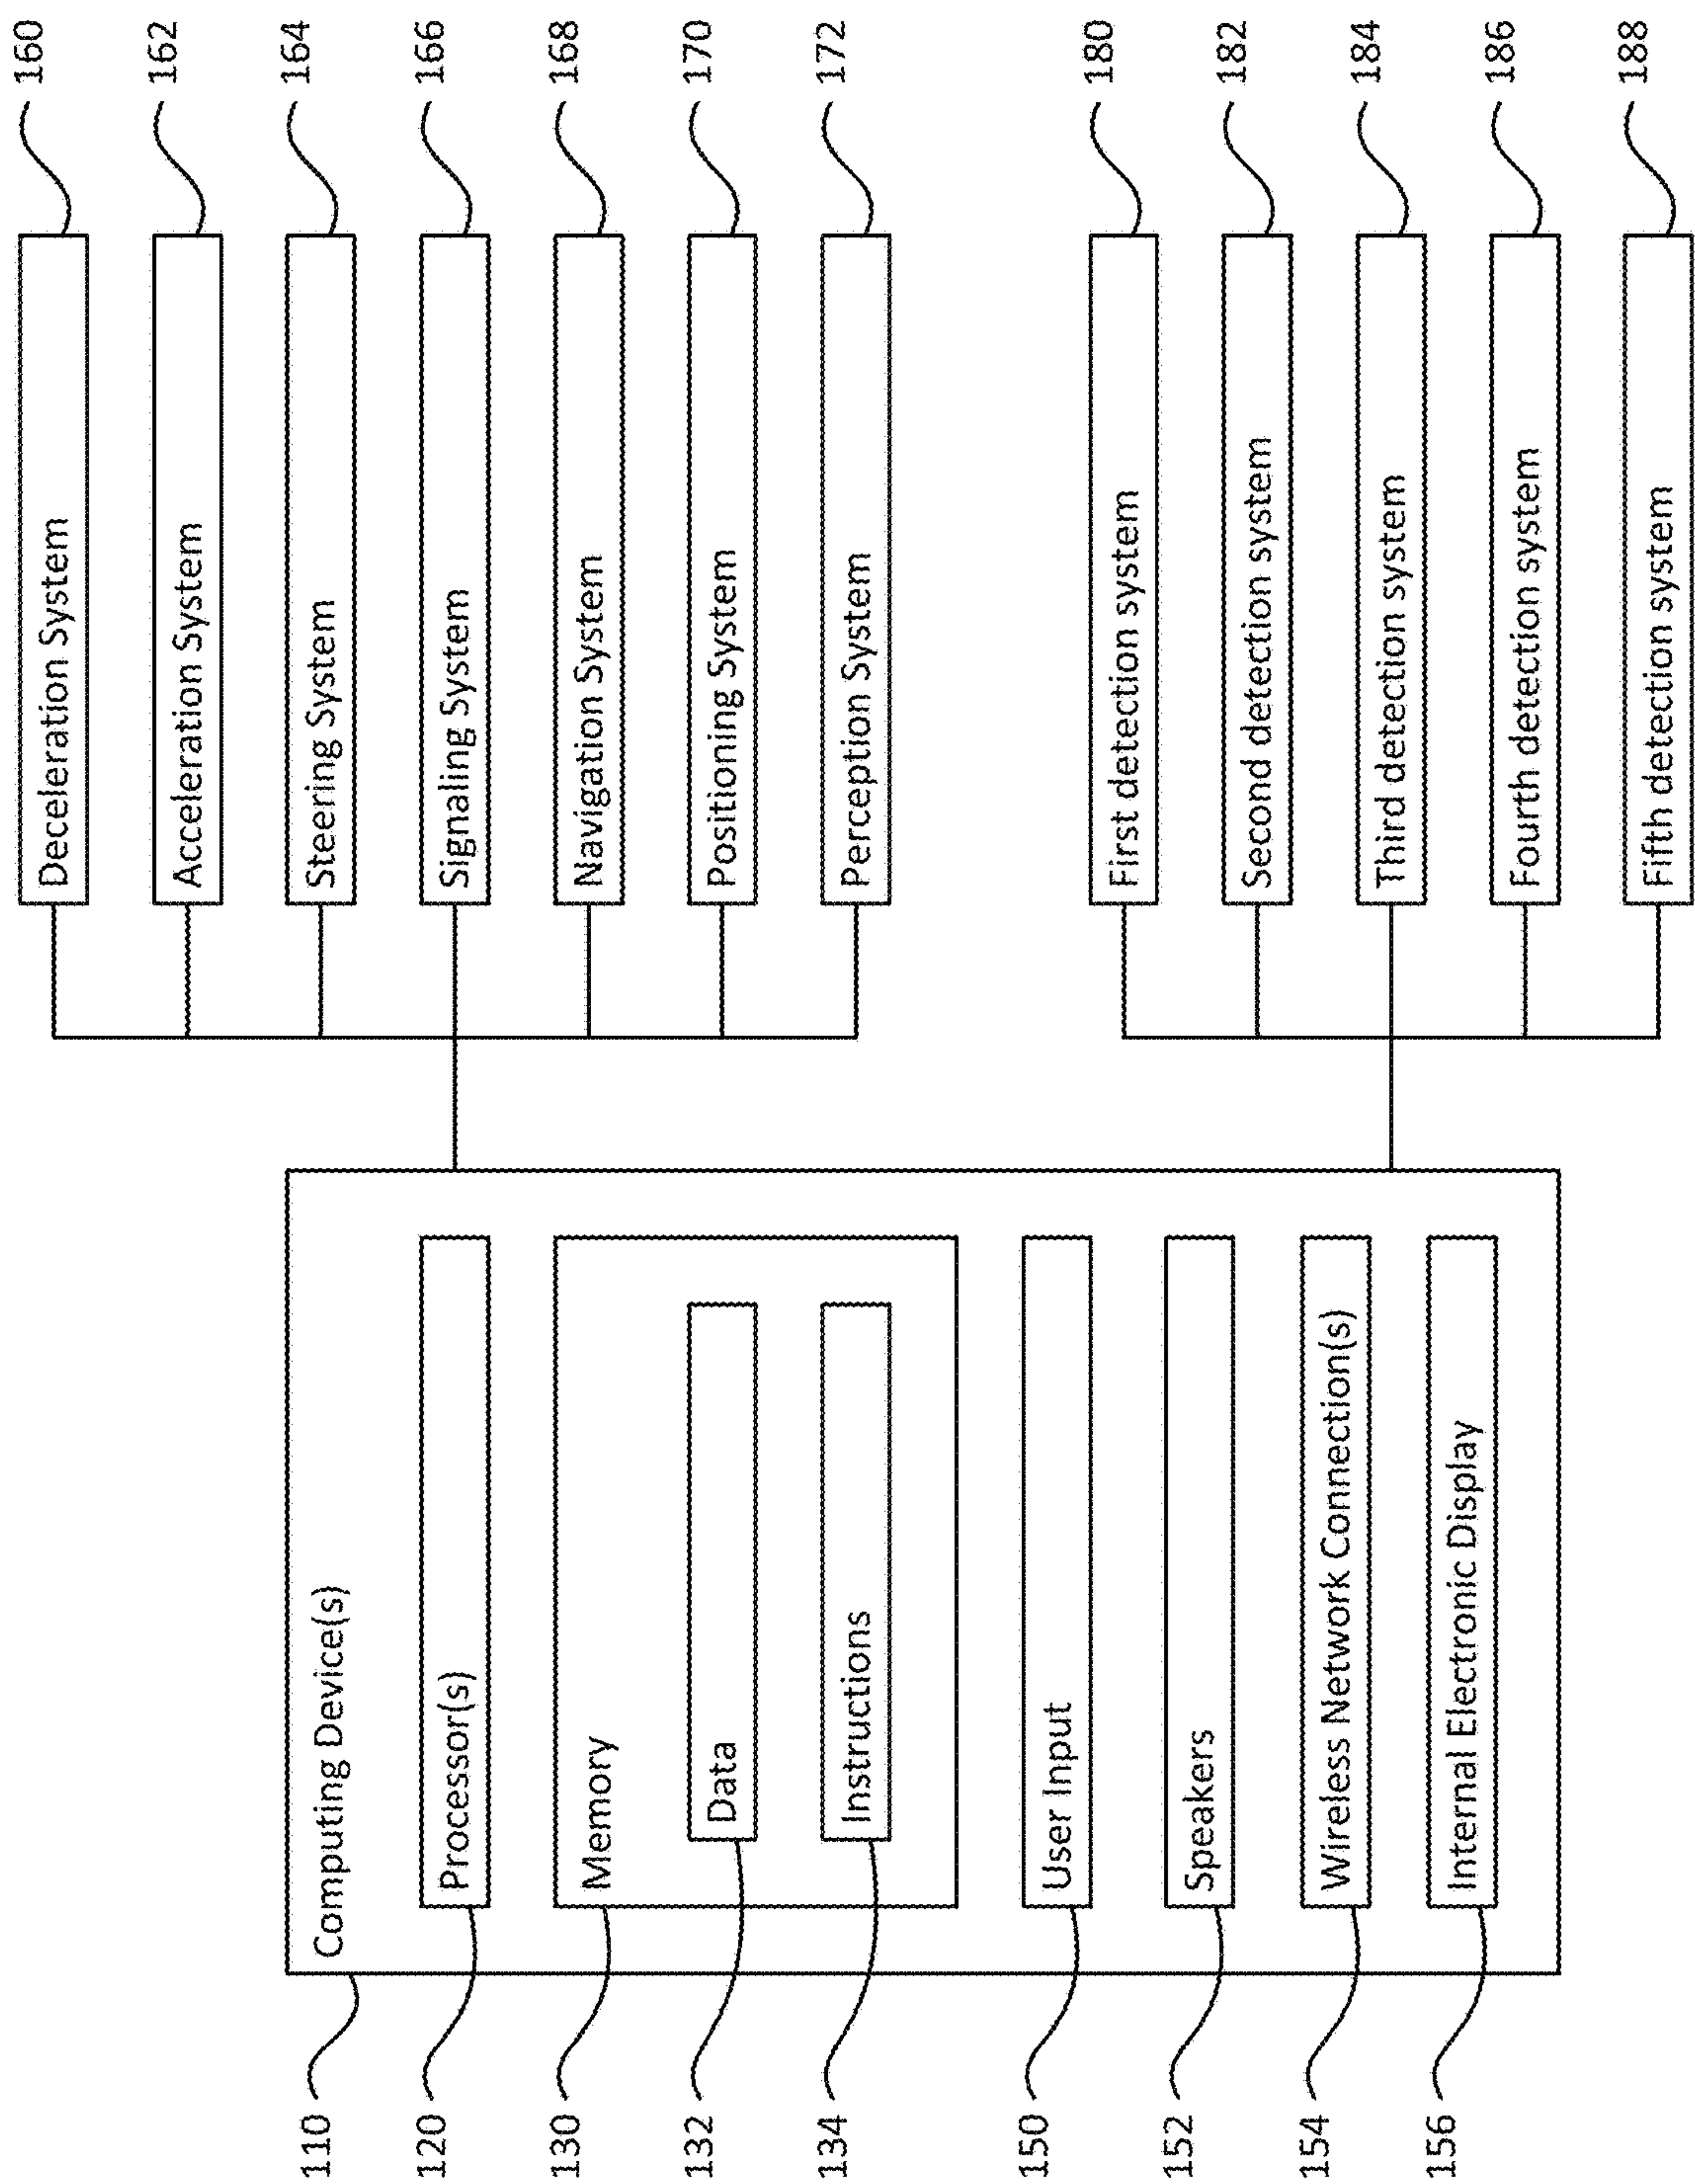 110
Computing Device(s)
120
Processor(s)
130
Memory
132
Data
134
Instructions
150
User Input
152
Speakers
154
Wireless Network Connection(s)
156
Internal Electronic Display
Deceleration System
160
Acceleration System
162
Steering System
164
Signaling System
166
Navigation System
168
Positioning System
170
Perception System
172
First detection system
180
Second detection system
182
Third detection system
184
Fourth detection system
186
Fifth detection system
188